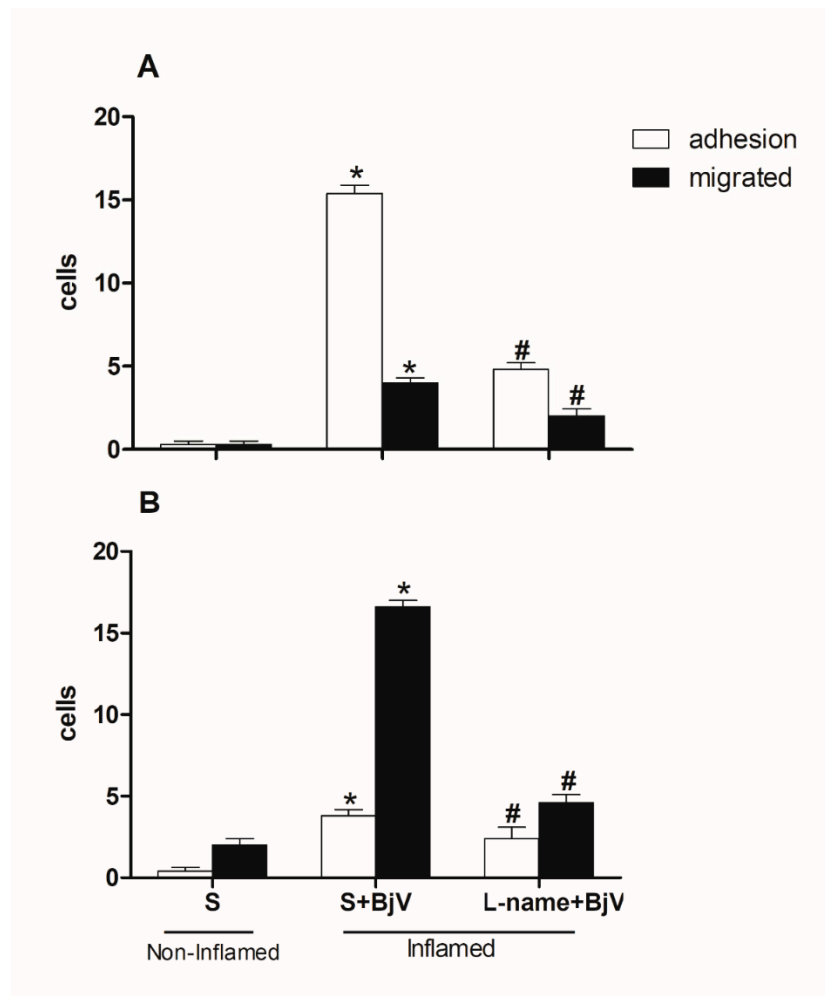 A
20
15
10
5
0
cells
*
*
#
#
adhesion
migrated
B
20
15
10
5
0
cells
*
*
#
#
S S+BjV L-name+BjV
Non-Inflamed Inflamed